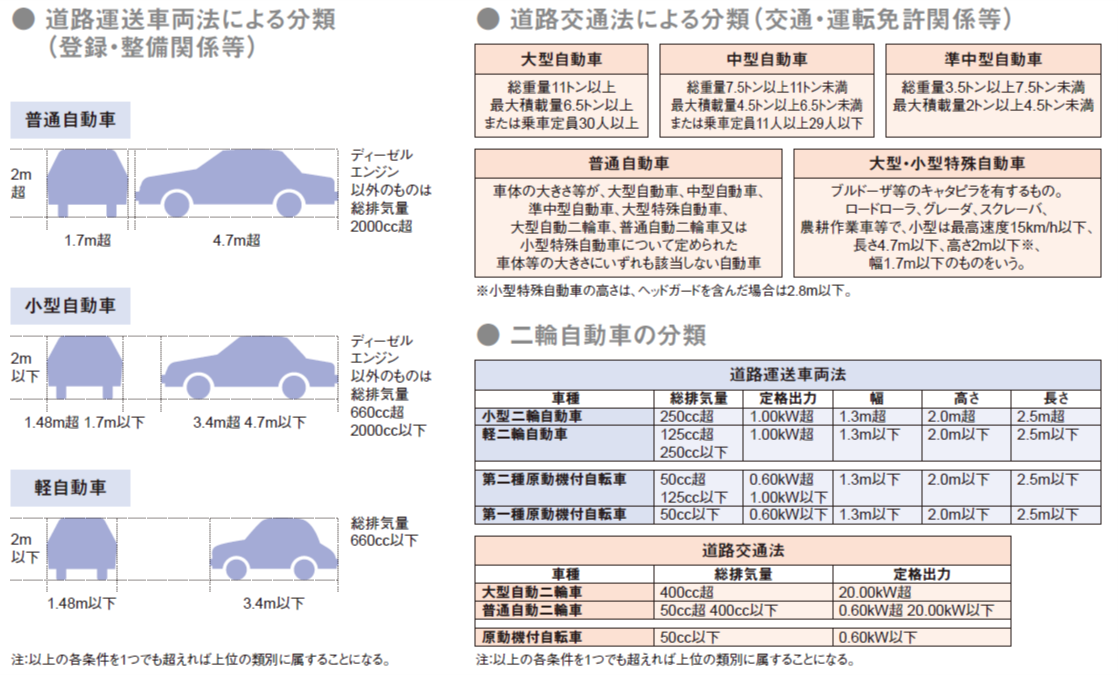 ● 道路運送車両法による分類
（登録・整備関係等）
普通自動車
2m
超
1.7m超
4.7m超
ディーゼル
エンジン
以外のものは
総排気量
2000cc超
小型自動車
2m
以下
1.48m超 1.7m以下
3.4m超 4.7m以下
ディーゼル
エンジン
以外のものは
総排気量
660cc超
2000cc以下
軽自動車
2m
以下
1.48m以下
3.4m以下
総排気量
660cc以下
注：以上の各条件を1つでも超えれば上位の類別に属することになる。
● 道路交通法による分類（交通・運転免許関係等）
大型自動車
総重量11トン以上
最大積載量6.5トン以上
または乗車定員30人以上
中型自動車
総重量7.5トン以上11トン未満
最大積載量4.5トン以上6.5トン未満
または乗車定員11人以上29人以下
準中型自動車
総重量3.5トン以上7.5トン未満
最大積載量2トン以上4.5トン未満
普通自動車
車体の大きさ等が、大型自動車、中型自動車、
準中型自動車、大型特殊自動車、
大型自動二輪車、普通自動二輪車又は
小型特殊自動車について定められた
車体等の大きさにいずれも該当しない自動車
大型・小型特殊自動車
ブルドーザ等のキャタピラを有するもの。
ロードローラ、グレーダ、スクレーバ、
農耕作業車等で、小型は最高速度15km/h以下、
長さ4.7m以下、高さ2m以下※、
幅1.7m以下のものをいう。
※小型特殊自動車の高さは、ヘッドガードを含んだ場合は2.8m以下。
● 二輪自動車の分類
道路運送車両法
車種 総排気量 定格出力 幅 高さ 長さ
小型二輪自動車 250cc超 1.00kW超 1.3m超 2.0m超 2.5m超
軽二輪自動車 125cc超 1.00kW超 1.3m以下 2.0m以下 2.5m以下
250cc以下
第二種原動機付自転車 50cc超 0.60kW超 1.3m以下 2.0m以下 2.5m以下
125cc以下 1.00kW以下
第一種原動機付自転車 50cc以下 0.60kW以下 1.3m以下 2.0m以下 2.5m以下
道路交通法
車種 総排気量 定格出力
大型自動二輪車 400cc超 20.00kW超
普通自動二輪車 50cc超 400cc以下 0.60kW超 20.00kW以下
原動機付自転車 50cc以下 0.60kW以下
注：以上の各条件を1つでも超えれば上位の類別に属することになる。